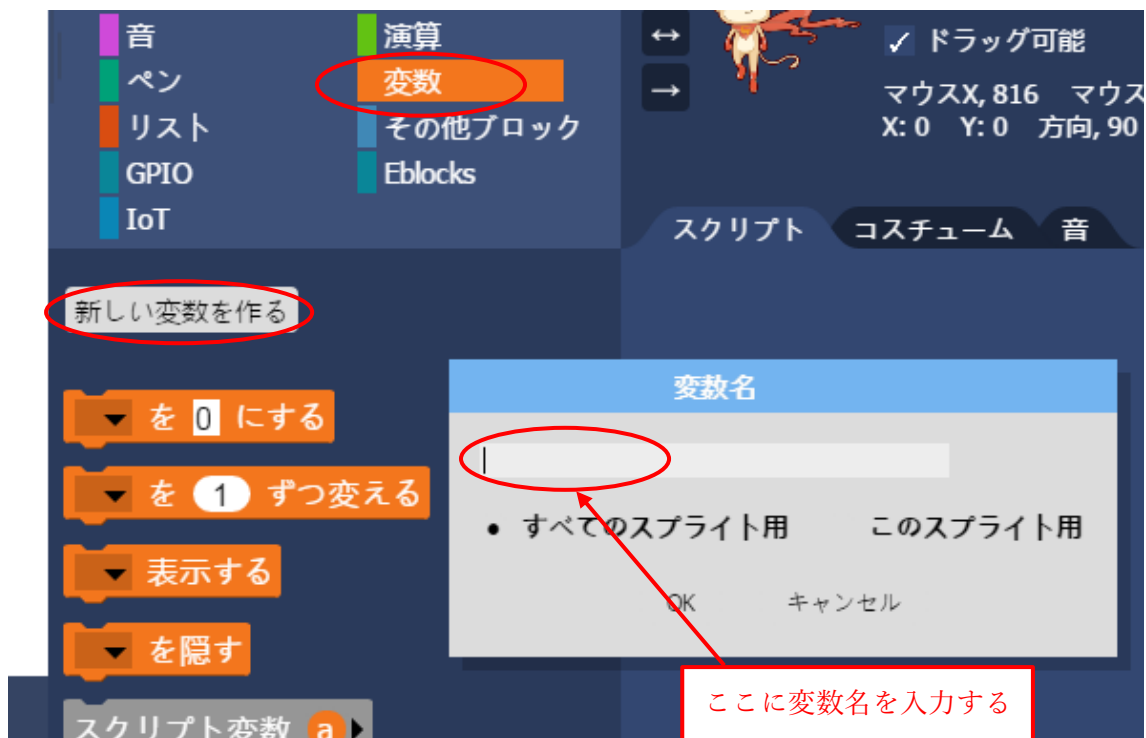 音
演算
ペン
変数
リスト
その他ブロック
GPIO
Eblocks
IoT
ドラッグ可能
マウスX, 816 マウス
X: 0 Y: 0 方向, 90
スクリプト コスチューム 音
新しい変数を作る
を 0 にする
を 1 ずつ変える
表示する
を隠す
スクリプト変数 a
変数名
すべてのスプライト用 このスプライト用
OK キャンセル
ここに変数名を入力する